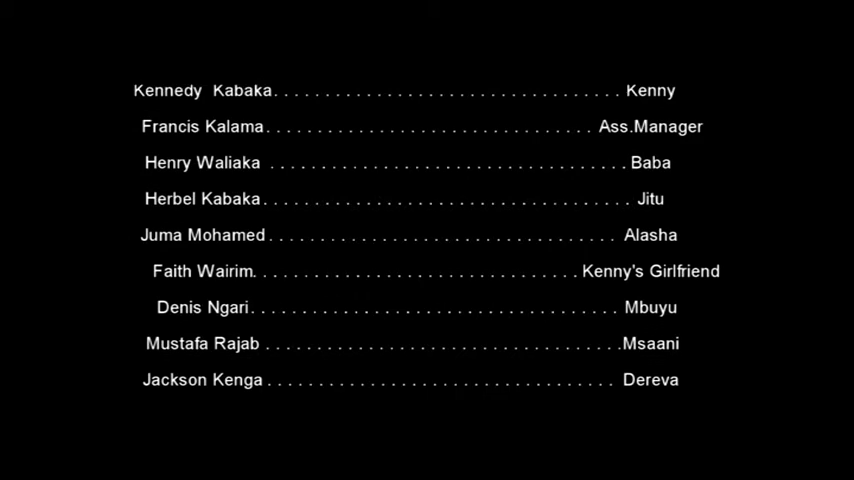 Kennedy Kabaka. . . . . . . . . . . . . . . . . . . . . . . . . . . . Kenny
Francis Kalama. . . . . . . . . . . . . . . . . . . . . . . . . . Ass.Manager
Henry Waliaka . . . . . . . . . . . . . . . . . . . . . . . . . . . . .Baba
Herbel Kabaka. . . . . . . . . . . . . . . . . . . . . . . . . . . . . Jitu
Juma Mohamed. . . . . . . . . . . . . . . . . . . . . . . . . . . . Alasha
Faith Wairim. . . . . . . . . . . . . . . . . . . . . . . . . . Kenny's Girlfriend
Denis Ngari. . . . . . . . . . . . . . . . . . . . . . . . . . . . . Mbuyu
Mustafa Rajab . . . . . . . . . . . . . . . . . . . . . . . . . . . . .Msaani
Jackson Kenga . . . . . . . . . . . . . . . . . . . . . . . . . . . . Dereva